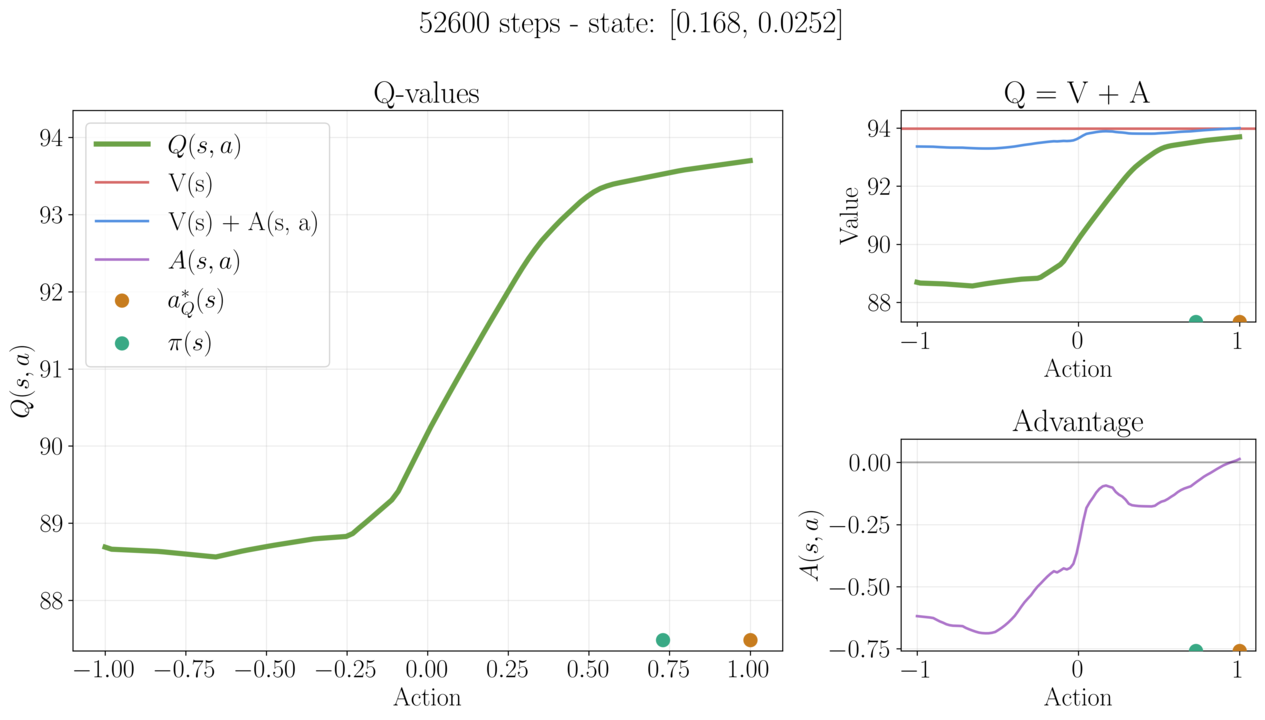 52600 steps - state: [0.168, 0.0252]
Q-values
Q(s, a)
94
93
92
91
90
89
88
Q(s, a)
V(s)
V(s) + A(s, a)
A(s, a)
a*Q(s)
π(s)
−1.00 −0.75 −0.50 −0.25 0.00 0.25 0.50 0.75 1.00
Action
Q = V + A
Value
94
92
90
88
−1 0 1
Action
Advantage
A(s, a)
0.00
−0.25
−0.50
−0.75
−1 0 1
Action